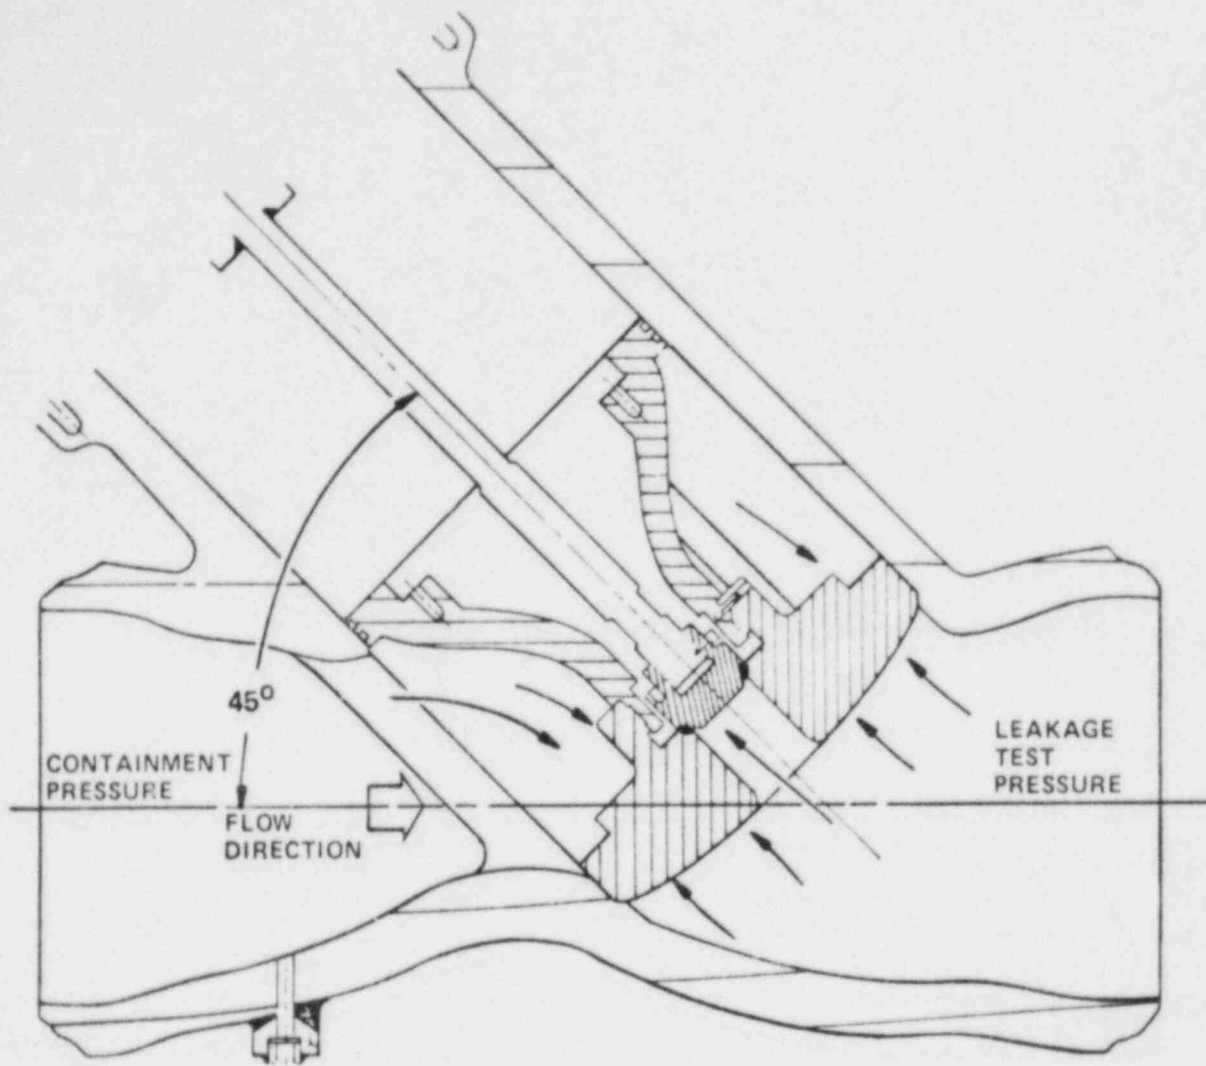 45°
CONTAINMENT
PRESSURE
FLOW
DIRECTION
LEAKAGE
TEST
PRESSURE